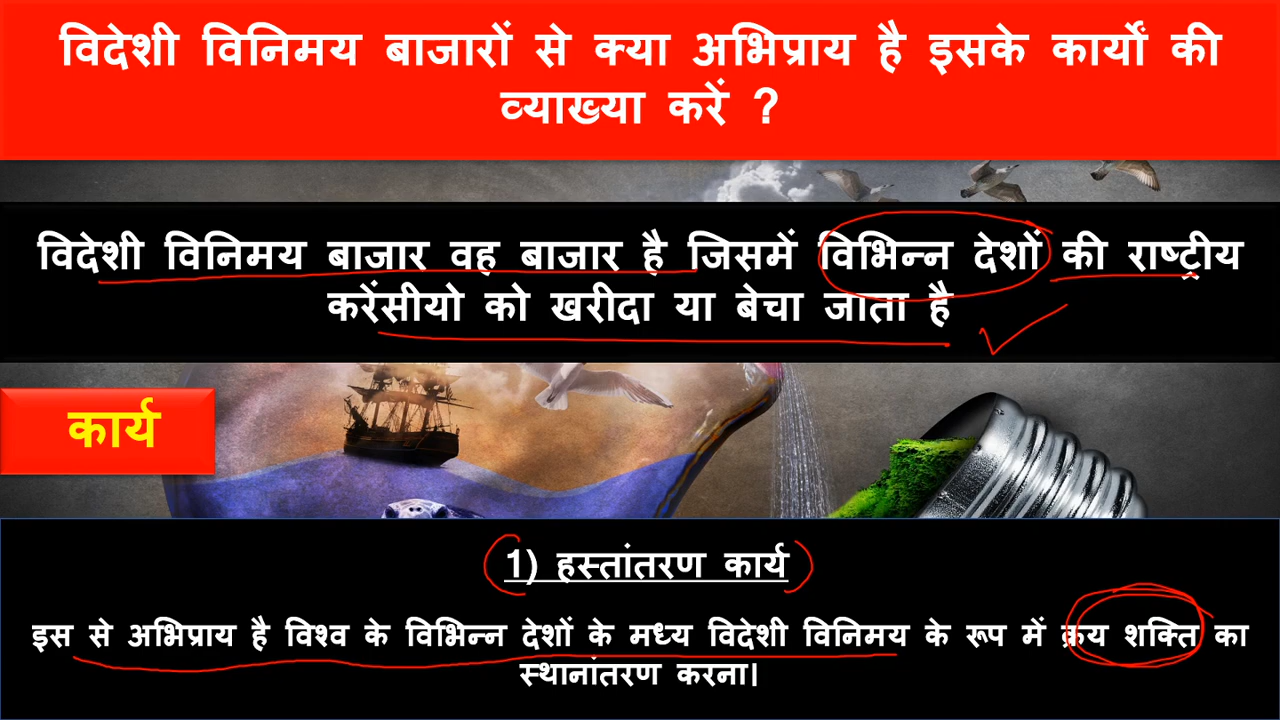 विदेशी विनिमय बाजारों से क्या अभिप्राय है इसके कार्यों की
व्याख्या करें ?
विदेशी विनिमय बाजार वह बाजार है जिसमें विभिन्न देशों की राष्ट्रीय
करेंसीयो को खरीदा या बेचा जाता है
कार्य
1) हस्तांतरण कार्य
इस से अभिप्राय है विश्व के विभिन्न देशों के मध्य विदेशी विनिमय के रूप में क्रय शक्ति का
स्थानांतरण करना।